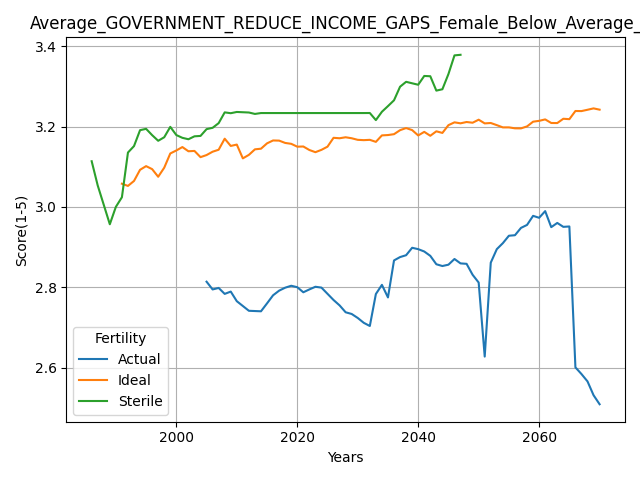 Average_GOVERNMENT_REDUCE_INCOME_GAPS_Female_Below_Average_
3.4
3.2
3.0
2.8
2.6
Score(1-5)
Fertility
Actual
Ideal
Sterile
2000
2020
2040
2060
Years